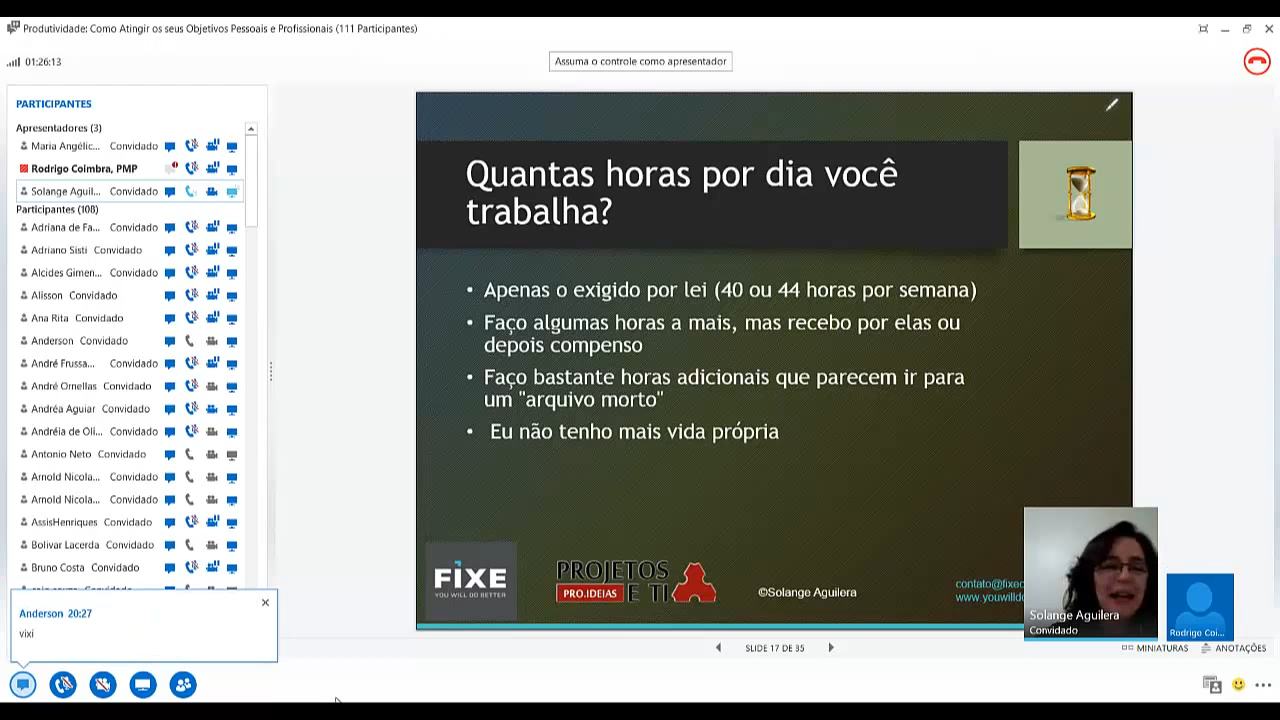 Produtividade: Como Atingir os seus Objetivos Pessoais e Profissionais (111 Participantes)
01:26:13
Assuma o controle como apresentador
PARTICIPANTES
Apresentadores (3)
Maria Angélic... Convidado
Rodrigo Coimbra, PMP
Solange Aguil... Convidado
Participantes (108)
Adriana de Fa... Convidado
Adriano Sisti Convidado
Alcides Gimen... Convidado
Alisson Convidado
Ana Rita Convidado
Anderson Convidado
André Frussa... Convidado
André Ornellas Convidado
Andréa Aguiar Convidado
Andréia de Oli... Convidado
Antonio Neto Convidado
Arnold Nicola... Convidado
Arnold Nicola... Convidado
AssisHenriques Convidado
Bolivar Lacerda Convidado
Bruno Costa Convidado
Anderson 20:27
vixi
Quantas horas por dia você
trabalha?
• Apenas o exigido por lei (40 ou 44 horas por semana)
• Faço algumas horas a mais, mas recebo por elas ou
depois compenso
• Faço bastante horas adicionais que parecem ir para
um "arquivo morto"
• Eu não tenho mais vida própria
FIXE
YOU WILL DO BETTER
PROJETOS
PRO.IDEIAS E TI
©Solange Aguilera
contato@fixec
www.youwilldo
Solange Aguilera
Convidado
Rodrigo Coi...
SLIDE 17 DE 35
MINIATURAS
ANOTAÇÕES